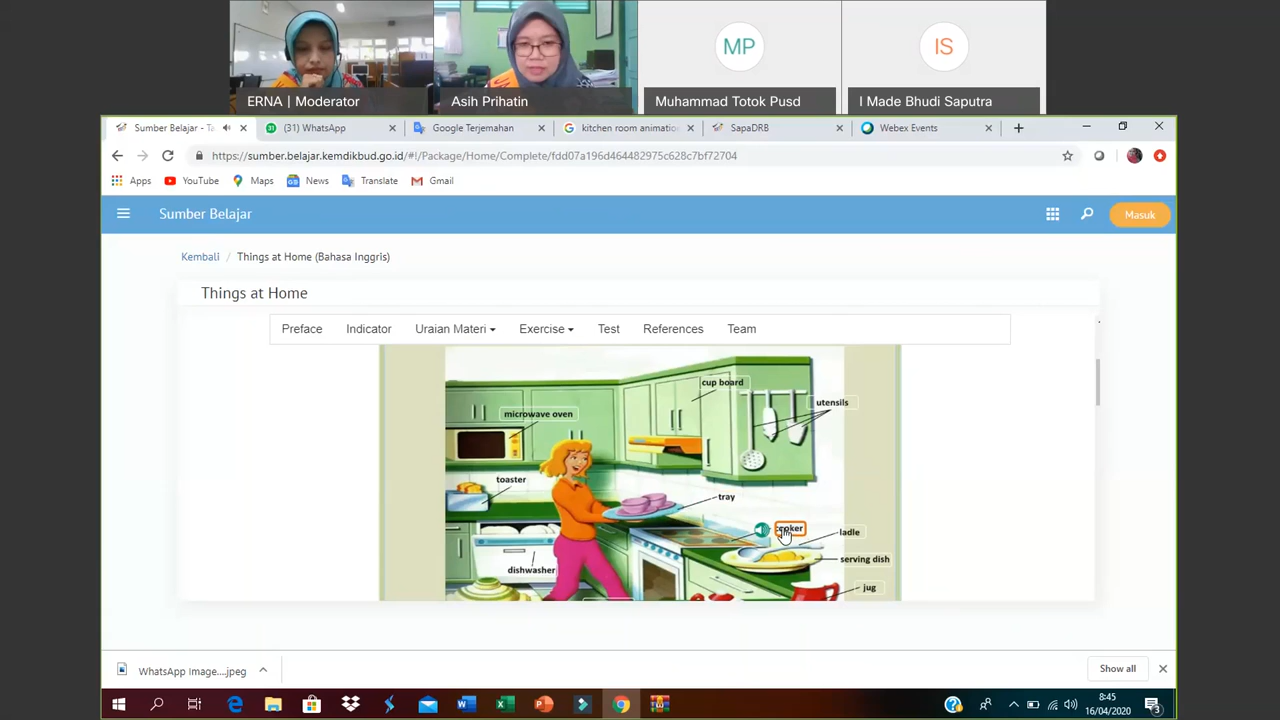 MP
IS
ERNA | Moderator
Asih Prihatin
Muhammad Totok Pusd
I Made Bhudi Saputra
Sumber Belajar - Ta
(31) WhatsApp
Google Terjemahan
kitchen room animatio
SapaDRB
Webex Events
https://sumber.belajar.kemdikbud.go.id/#!/Package/Home/Complete/fdd07a196d464482975c628c7bf72704
Apps
YouTube
Maps
News
Translate
Gmail
Sumber Belajar
Masuk
Kembali / Things at Home (Bahasa Inggris)
Things at Home
Preface
Indicator
Uraian Materi
Exercise
Test
References
Team
cup board
utensils
microwave oven
toaster
tray
cooker
ladle
serving dish
dishwasher
jug
WhatsApp Image....jpeg
Show all
8:45
16/04/2020
3